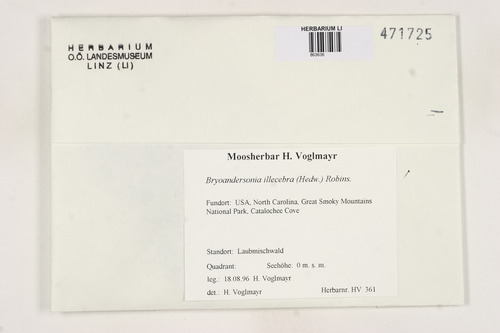 HERBARIUM
O.Ö. LANDESMUSEUM
LINZ (LI)
HERBARIUM LI
863635
471725
Moosherbar H. Voglmayr
Bryoandersonia illecebra (Hedw.) Robins.
Fundort: USA, North Carolina, Great Smoky Mountains
National Park, Catalochee Cove
Standort: Laubmischwald
Quadrant: Seehöhe: 0 m. s. m.
leg.: 18.08.96 H. Voglmayr
det.: H. Voglmayr Herbarnr. HV 361